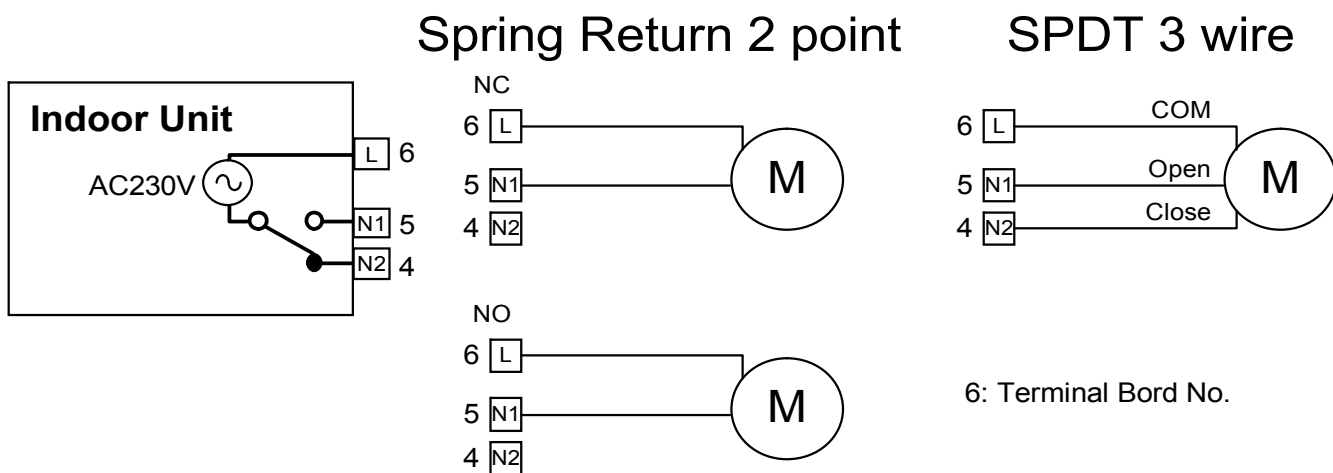 Spring Return 2 point
SPDT 3 wire
Indoor Unit
AC230V
L 6
N1 5
N2 4
NC
6 L
5 N1
4 N2
M
NO
6 L
5 N1
4 N2
M
6 L COM
5 N1 Open
4 N2 Close
M
6: Terminal Bord No.